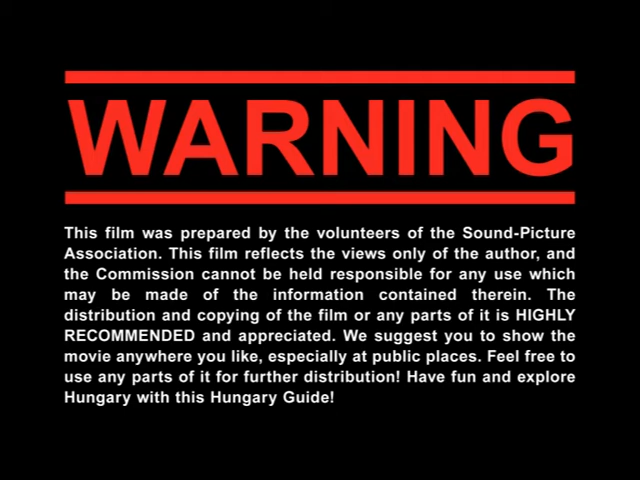 WARNING
This film was prepared by the volunteers of the Sound-Picture
Association. This film reflects the views only of the author, and
the Commission cannot be held responsible for any use which
may be made of the information contained therein. The
distribution and copying of the film or any parts of it is HIGHLY
RECOMMENDED and appreciated. We suggest you to show the
movie anywhere you like, especially at public places. Feel free to
use any parts of it for further distribution! Have fun and explore
Hungary with this Hungary Guide!